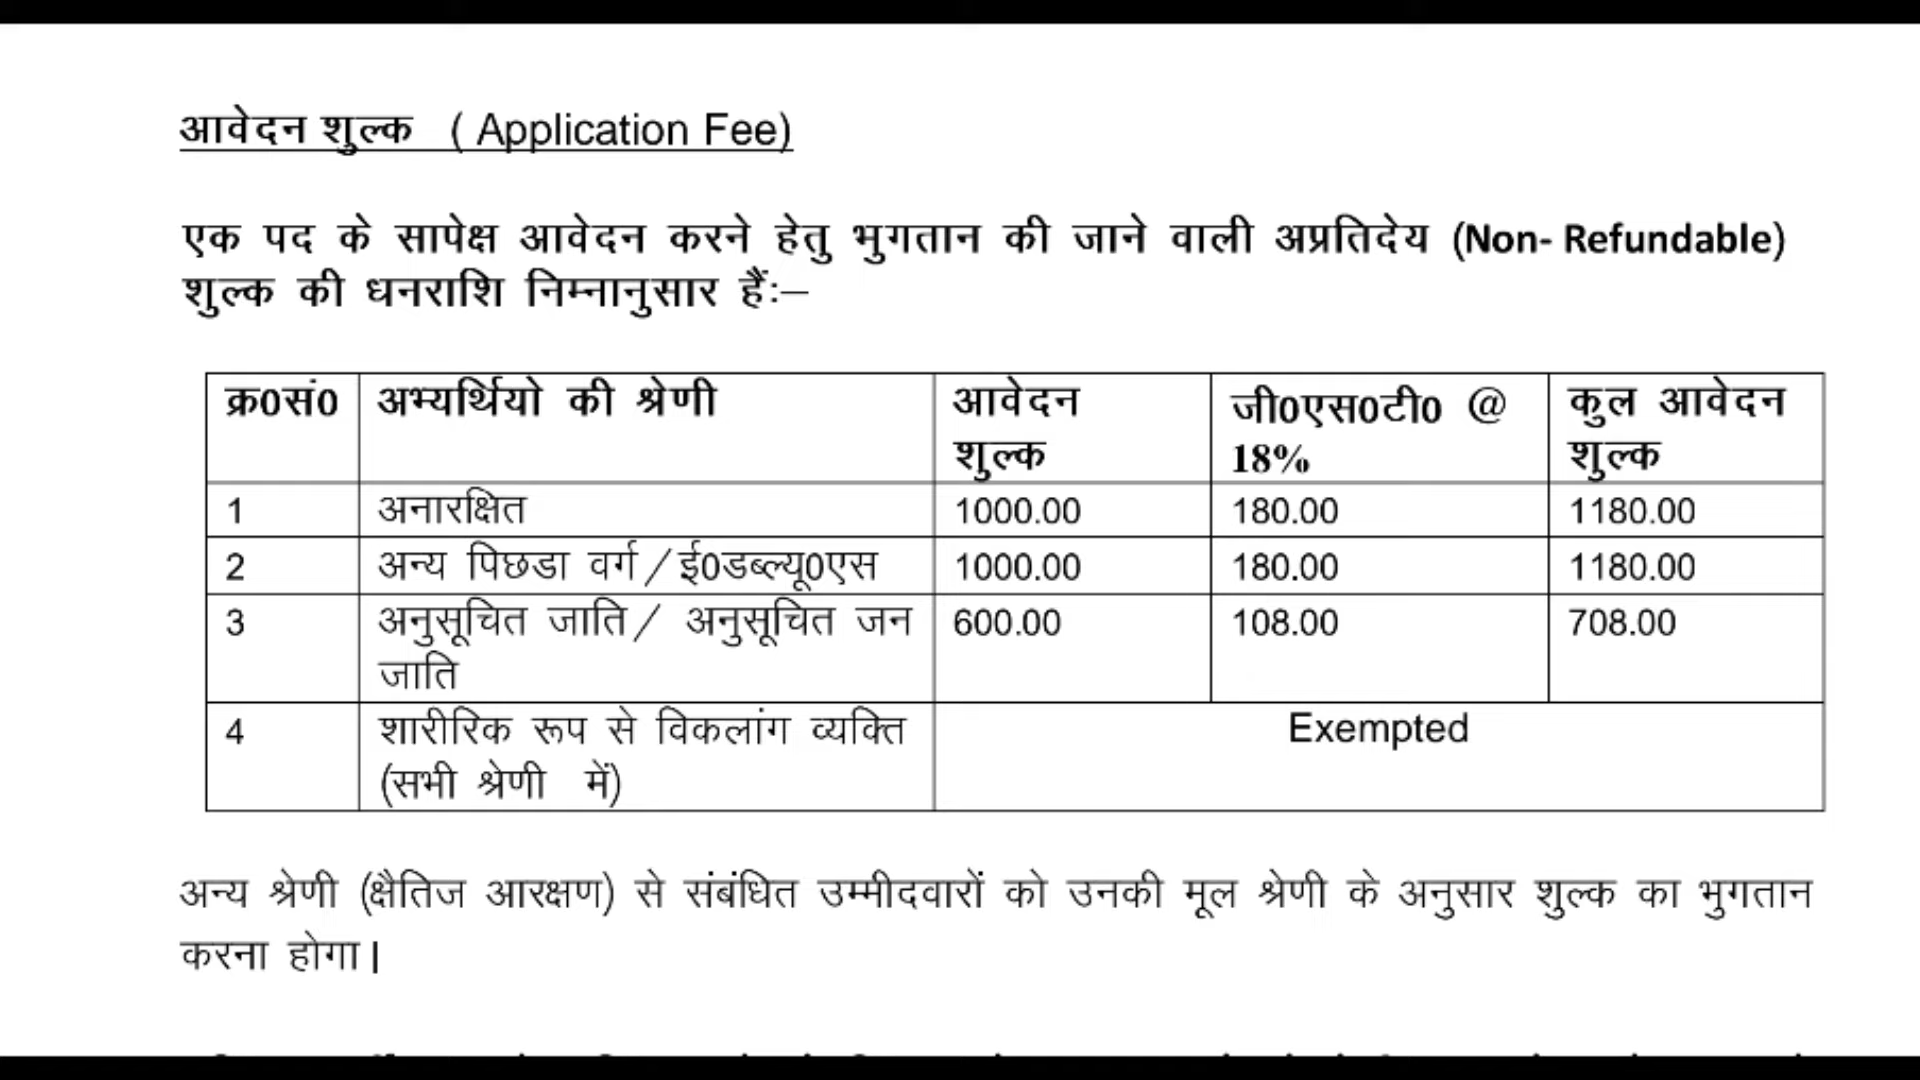 आवेदन शुल्क ( Application Fee)
एक पद के सापेक्ष आवेदन करने हेतु भुगतान की जाने वाली अप्रतिदेय (Non- Refundable)
शुल्क की धनराशि निम्नानुसार हैंः–
क्र0सं0 अभ्यर्थियो की श्रेणी आवेदन शुल्क जी0एस0टी0 @ 18% कुल आवेदन शुल्क
1 अनारक्षित 1000.00 180.00 1180.00
2 अन्य पिछडा वर्ग/ई0डब्ल्यू0एस 1000.00 180.00 1180.00
3 अनुसूचित जाति/ अनुसूचित जन जाति 600.00 108.00 708.00
4 शारीरिक रूप से विकलांग व्यक्ति (सभी श्रेणी में) Exempted
अन्य श्रेणी (क्षैतिज आरक्षण) से संबंधित उम्मीदवारों को उनकी मूल श्रेणी के अनुसार शुल्क का भुगतान
करना होगा।